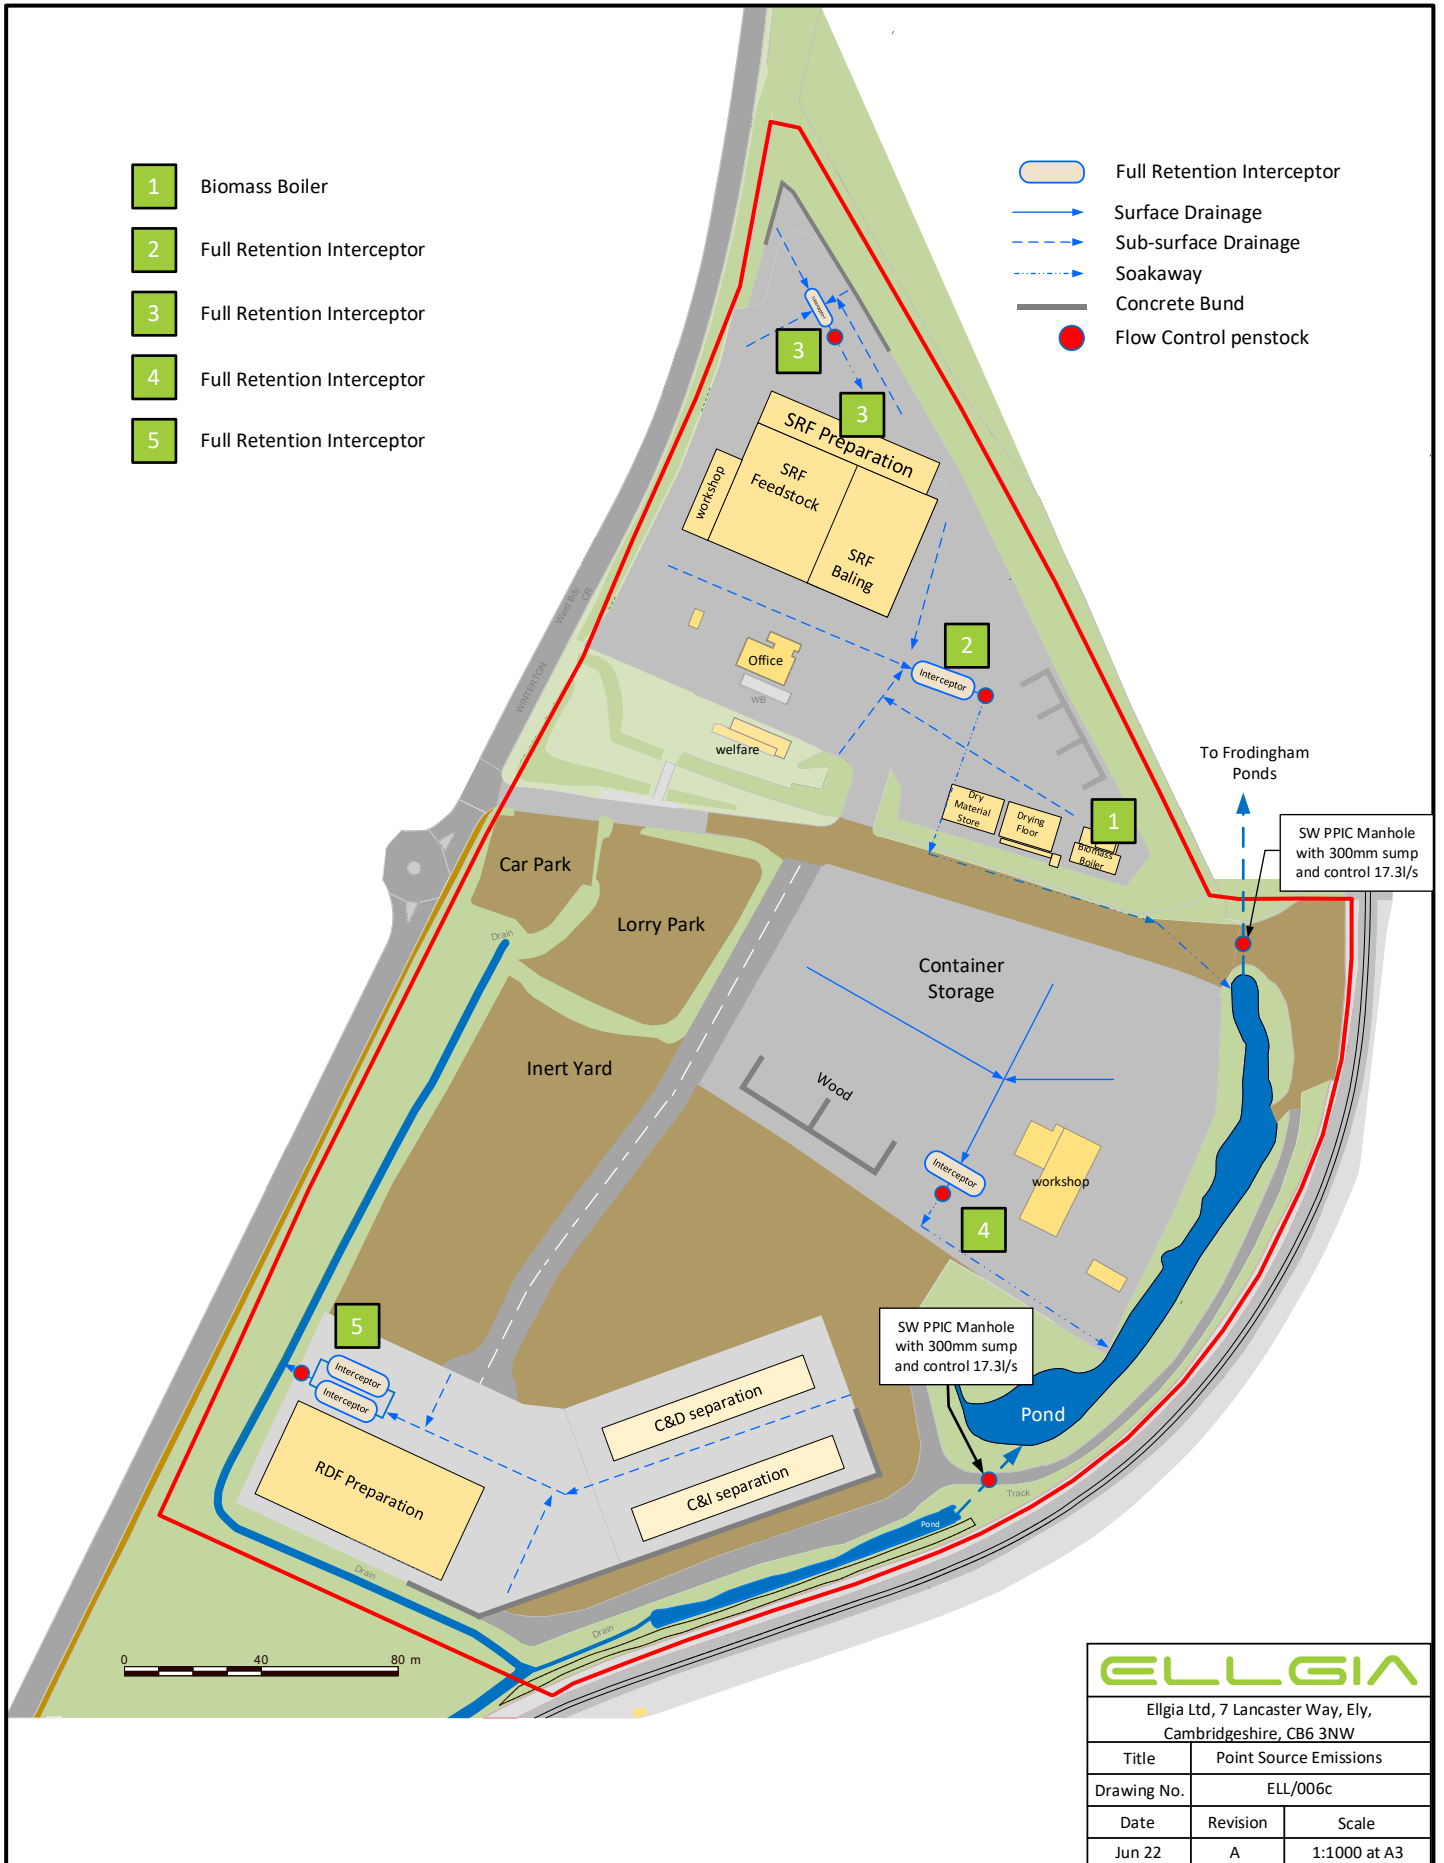 1 Biomass Boiler
2 Full Retention Interceptor
3 Full Retention Interceptor
4 Full Retention Interceptor
5 Full Retention Interceptor
Full Retention Interceptor
Surface Drainage
Sub-surface Drainage
Soakaway
Concrete Bund
Flow Control penstock
Interceptor
3
3
SRF Preparation
SRF
Feedstock
workshop
SRF
Baling
Ward Bdy
CR
WINTERTON
Office
WB
welfare
2
Interceptor
Dry
Material
Store
Drying
Floor
1
Biomass
Boiler
To Frodingham
Ponds
SW PPIC Manhole
with 300mm sump
and control 17.3l/s
Car Park
Lorry Park
Drain
Container
Storage
Inert Yard
Wood
Interceptor
workshop
4
5
Interceptor
Interceptor
SW PPIC Manhole
with 300mm sump
and control 17.3l/s
Pond
C&D separation
C&I separation
RDF Preparation
Track
Pond
Drain
Drain
0 40 80 m
ELLGIA
Ellgia Ltd, 7 Lancaster Way, Ely,
Cambridgeshire, CB6 3NW
Title Point Source Emissions
Drawing No. ELL/006c
Date Revision Scale
Jun 22 A 1:1000 at A3